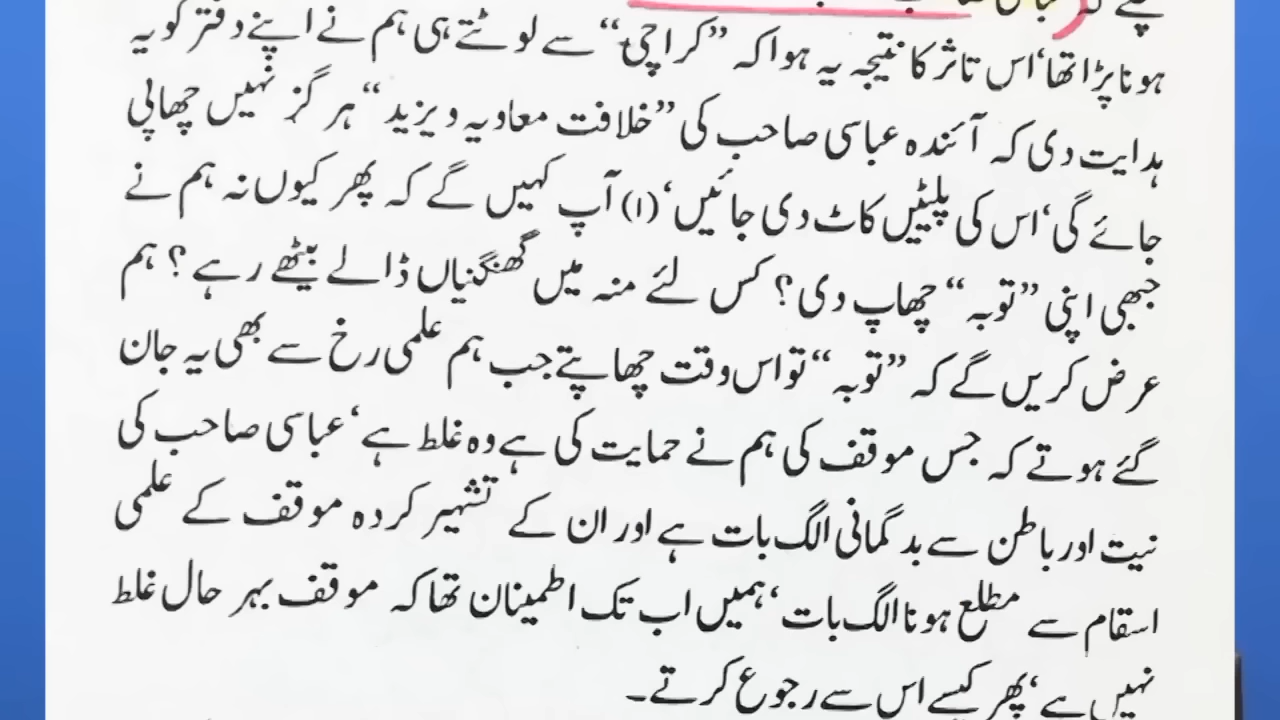 ہونا پڑا تھا‘ اس تاثر کا نتیجہ یہ ہوا کہ ”کراچی“ سے لوٹتے ہی ہم نے اپنے دفتر کو یہ
ہدایت دی کہ آئندہ عباسی صاحب کی ”خلافت معاویہ و یزید“ ہرگز نہیں چھاپی
جائے گی‘ اس کی پلیٹیں کاٹ دی جائیں‘ (۱) آپ کہیں گے کہ پھر کیوں نہ ہم نے
جبھی اپنی ”توبہ“ چھاپ دی؟ کس لئے منہ میں گھنگنیاں ڈالے بیٹھے رہے؟ ہم
عرض کریں گے کہ ”توبہ“ تو اس وقت چھاپتے جب ہم علمی رخ سے بھی یہ جان
گئے ہوتے کہ جس موقف کی ہم نے حمایت کی ہے وہ غلط ہے‘ عباسی صاحب کی
نیت اور باطن سے بدگمانی الگ بات ہے اور ان کے تشہیر کردہ موقف کے علمی
اسقام سے مطلع ہونا الگ بات‘ ہمیں اب تک اطمینان تھا کہ موقف بہر حال غلط
نہیں ہے‘ پھر کیسے اس سے رجوع کرتے۔